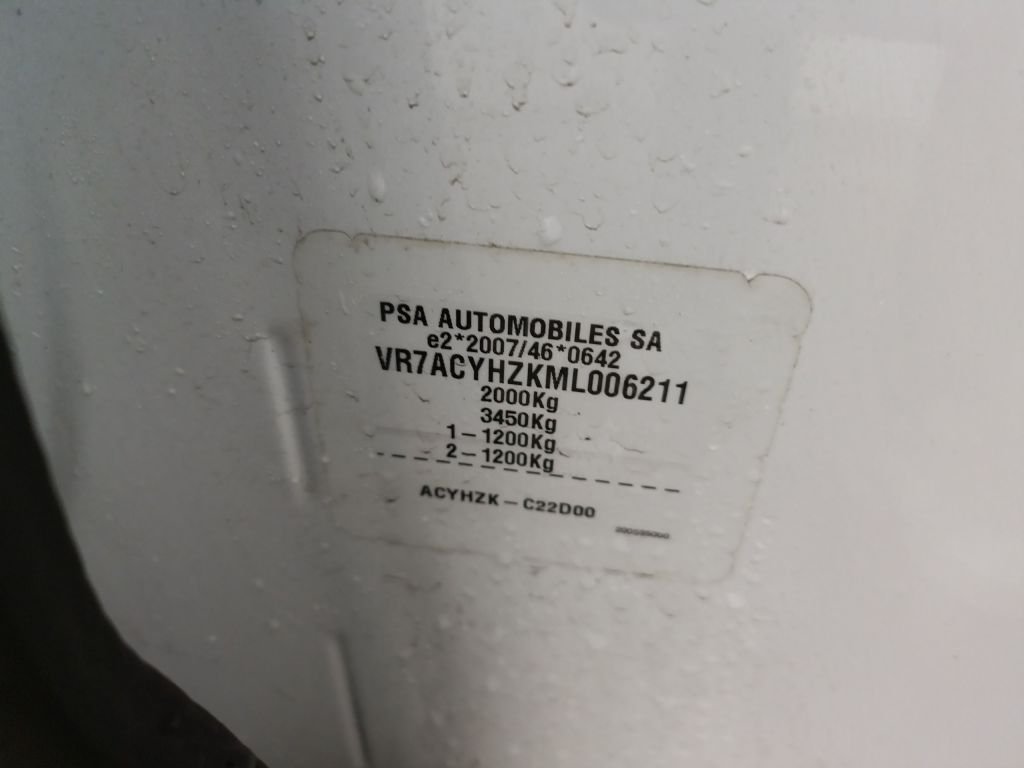 PSA AUTOMOBILES SA
e2*2007/46*0642
VR7ACYHZKML006211
2000Kg
3450Kg
1-1200Kg
2-1200Kg
ACYHZK-C22D00